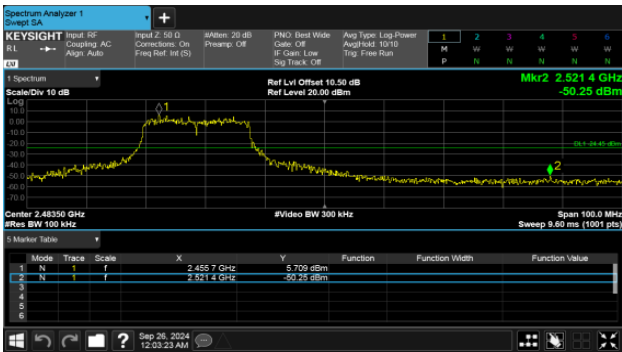 Spectrum Analyzer 1
Swept SA
+
KEYSIGHT Input: RF Input Z: 50 Ω #Atten: 20 dB PNO: Best Wide Avg Type: Log-Power 1 2 3 4 5 6
RL Coupling: AC Corrections: On Preamp: Off Gate: Off Avg|Hold: 10/10 M W W W W W
Align: Auto Freq Ref: Int (S) IF Gain: Low Trig: Free Run P N N N N N
LXI Sig Track: Off
1 Spectrum Ref Lvl Offset 10.50 dB Mkr2 2.521 4 GHz
Scale/Div 10 dB Ref Level 20.00 dBm -50.25 dBm
Log
10.0
0.00
-10.0
-20.0
-30.0
-40.0
-50.0
-60.0
-70.0
1
DL1 -24.45 dBm
2
Center 2.48350 GHz #Video BW 300 kHz Span 100.0 MHz
#Res BW 100 kHz Sweep 9.60 ms (1001 pts)
5 Marker Table
Mode Trace Scale X Y Function Function Width Function Value
1 N 1 f 2.455 7 GHz 5.709 dBm
2 N 1 f 2.521 4 GHz -50.25 dBm
3
4
5
6
? Sep 26, 2024
12:03:23 AM